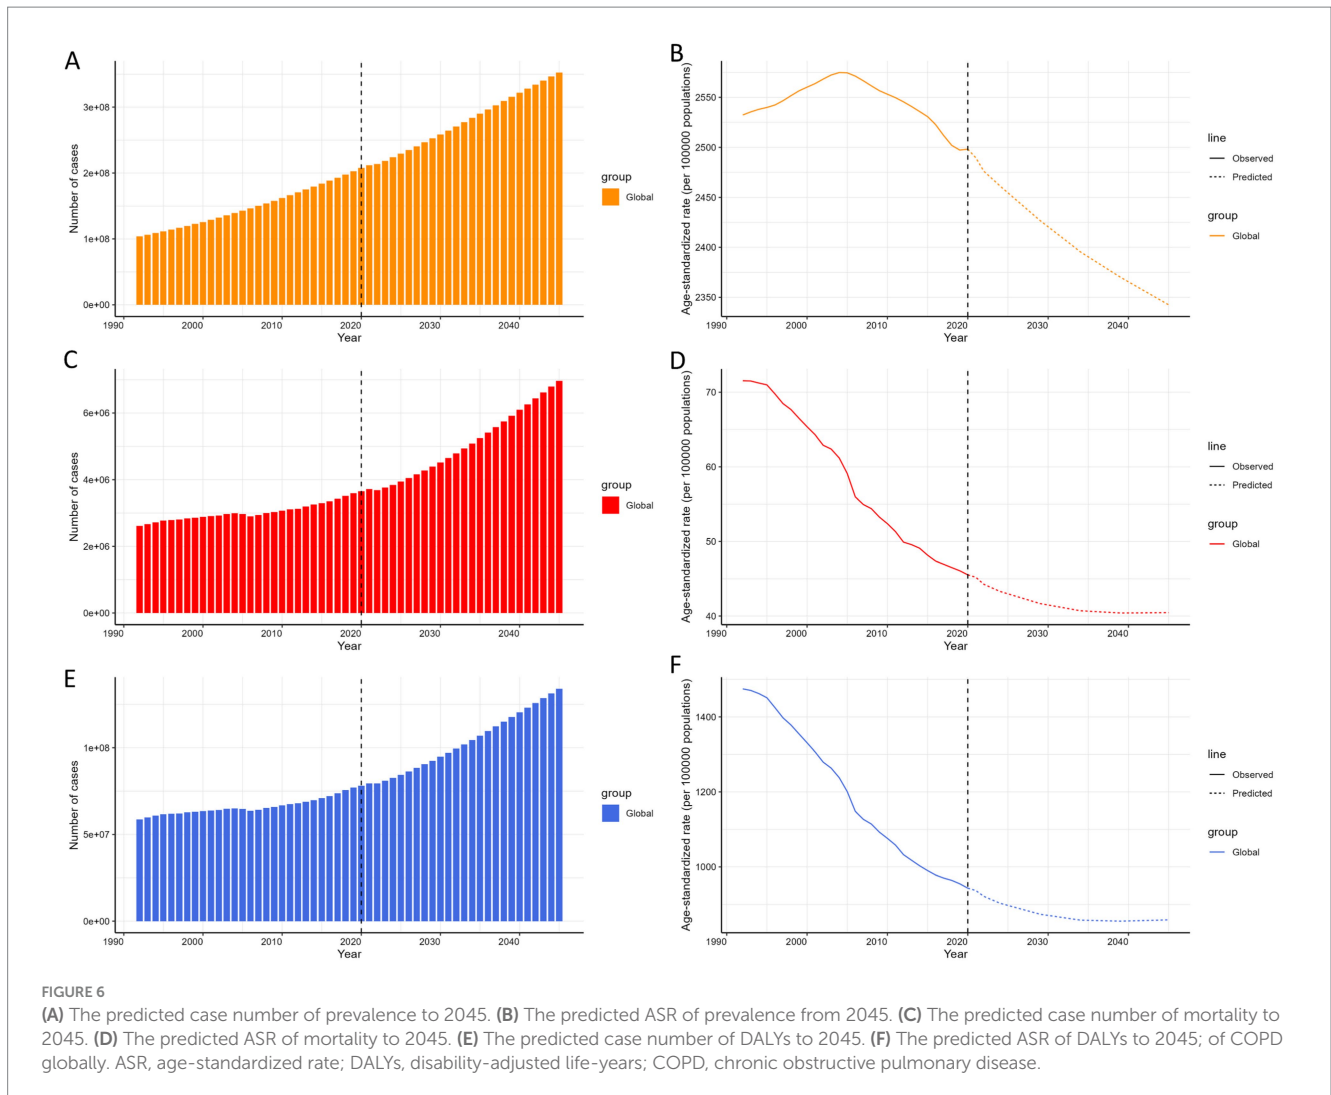 A
Number of cases
3e+08
2e+08
1e+08
0e+00
1990 2000 2010 2020 2030 2040
Year
group
Global
B
Age-standardized rate (per 100000 populations)
2550
2500
2450
2400
2350
1990 2000 2010 2020 2030 2040
Year
line
Observed
Predicted
group
Global
C
Number of cases
6e+06
4e+06
2e+06
0e+00
1990 2000 2010 2020 2030 2040
Year
group
Global
D
Age-standardized rate (per 100000 populations)
70
60
50
40
1990 2000 2010 2020 2030 2040
Year
line
Observed
Predicted
group
Global
E
Number of cases
1e+08
5e+07
0e+00
1990 2000 2010 2020 2030 2040
Year
group
Global
F
Age-standardized rate (per 100000 populations)
1400
1200
1000
1990 2000 2010 2020 2030 2040
Year
line
Observed
Predicted
group
Global
FIGURE 6
(A) The predicted case number of prevalence to 2045. (B) The predicted ASR of prevalence from 2045. (C) The predicted case number of mortality to
2045. (D) The predicted ASR of mortality to 2045. (E) The predicted case number of DALYs to 2045. (F) The predicted ASR of DALYs to 2045; of COPD
globally. ASR, age-standardized rate; DALYs, disability-adjusted life-years; COPD, chronic obstructive pulmonary disease.